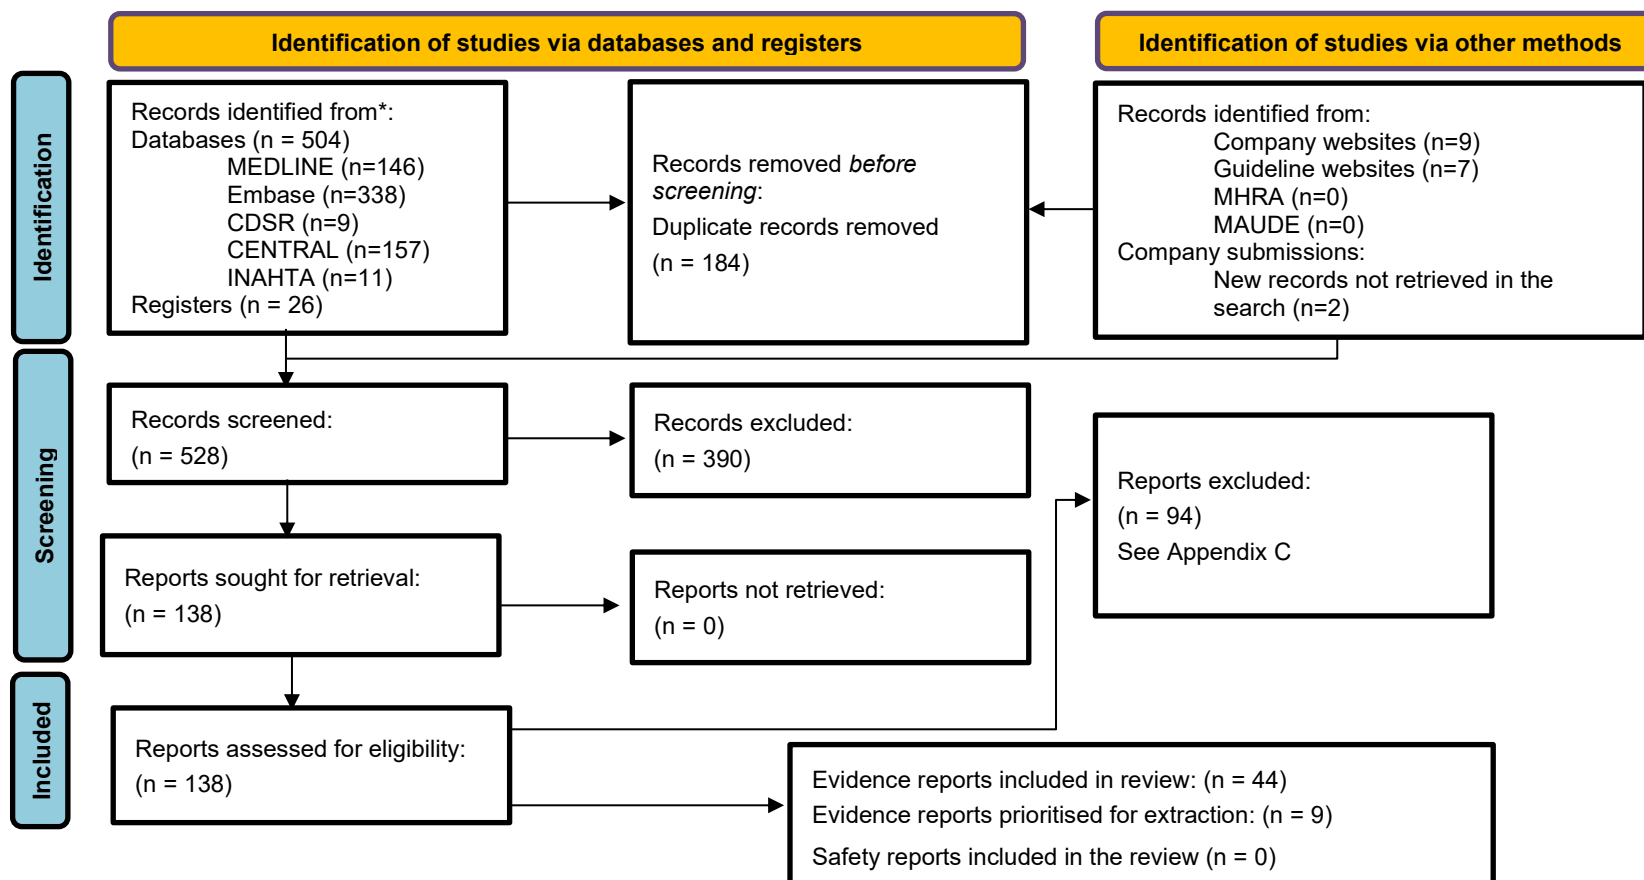 Identification of studies via databases and registers
Identification of studies via other methods
Identification
Records identified from*:
Databases (n = 504)
MEDLINE (n=146)
Embase (n=338)
CDSR (n=9)
CENTRAL (n=157)
INAHTA (n=11)
Registers (n = 26)
Records removed before
screening:
Duplicate records removed
(n = 184)
Records identified from:
Company websites (n=9)
Guideline websites (n=7)
MHRA (n=0)
MAUDE (n=0)
Company submissions:
New records not retrieved in the
search (n=2)
Screening
Records screened:
(n = 528)
Records excluded:
(n = 390)
Reports sought for retrieval:
(n = 138)
Reports not retrieved:
(n = 0)
Reports excluded:
(n = 94)
See Appendix C
Included
Reports assessed for eligibility:
(n = 138)
Evidence reports included in review: (n = 44)
Evidence reports prioritised for extraction: (n = 9)
Safety reports included in the review (n = 0)